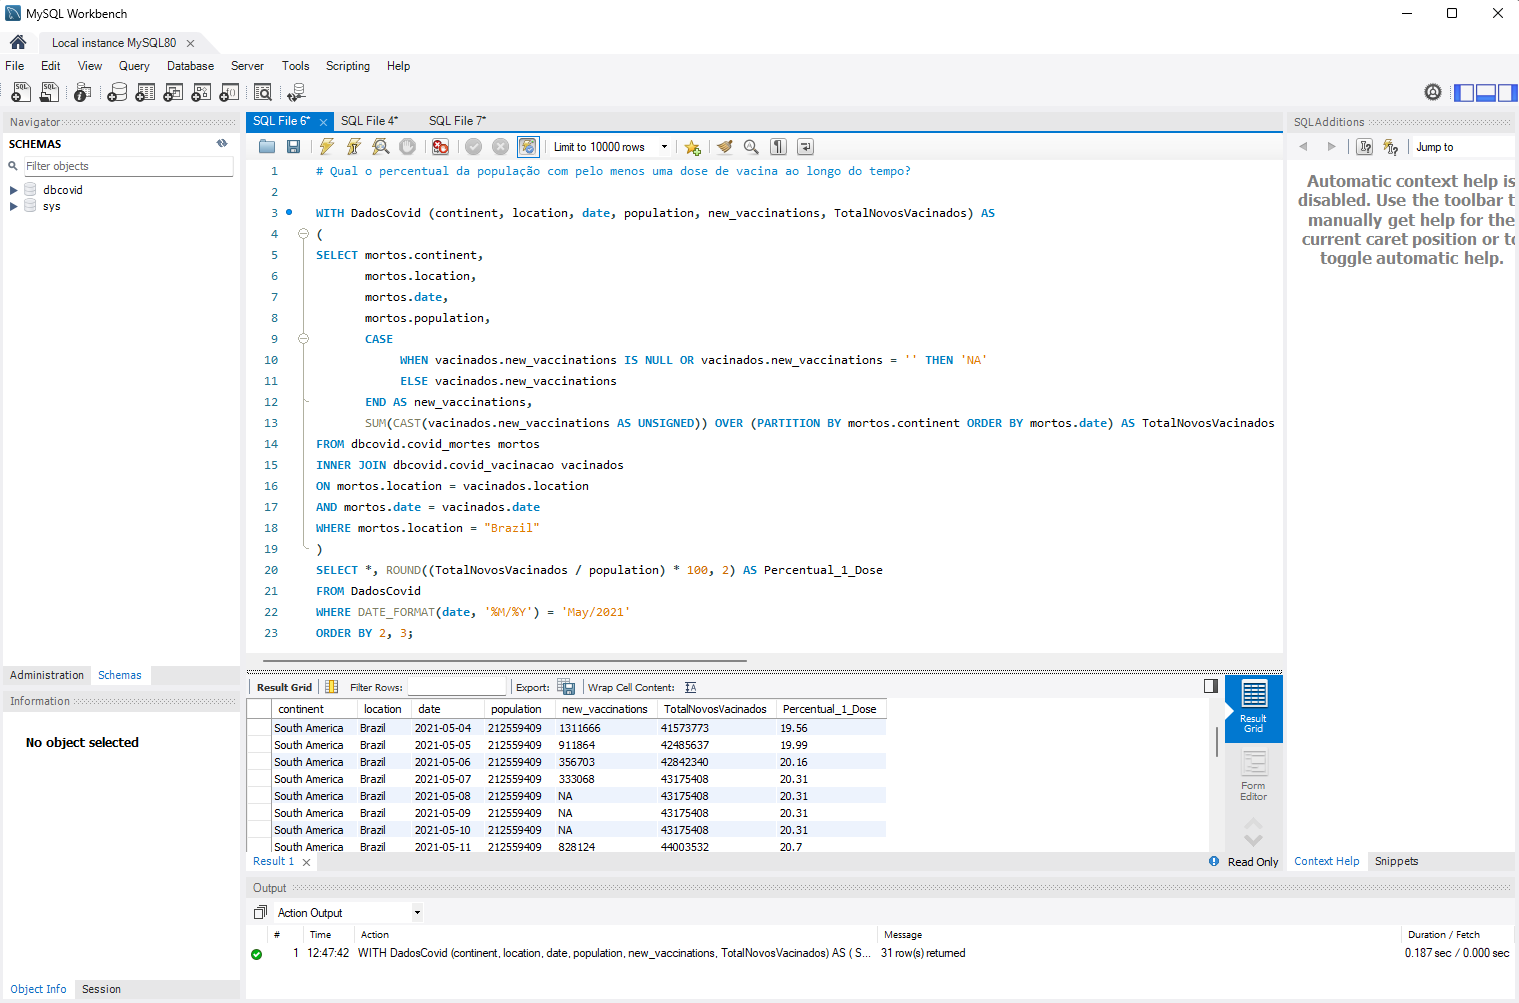 MySQL Workbench
Local instance MySQL80
File Edit View Query Database Server Tools Scripting Help
Navigator
SCHEMAS
Filter objects
dbcovid
sys
Administration Schemas
Information
No object selected
Object Info Session
SQL File 6* SQL File 4* SQL File 7*
Limit to 10000 rows
1 # Qual o percentual da população com pelo menos uma dose de vacina ao longo do tempo?
2
3 WITH DadosCovid (continent, location, date, population, new_vaccinations, TotalNovosVacinados) AS
4 (
5 SELECT mortos.continent,
6 mortos.location,
7 mortos.date,
8 mortos.population,
9 CASE
10 WHEN vacinados.new_vaccinations IS NULL OR vacinados.new_vaccinations = '' THEN 'NA'
11 ELSE vacinados.new_vaccinations
12 END AS new_vaccinations,
13 SUM(CAST(vacinados.new_vaccinations AS UNSIGNED)) OVER (PARTITION BY mortos.continent ORDER BY mortos.date) AS TotalNovosVacinados
14 FROM dbcovid.covid_mortes mortos
15 INNER JOIN dbcovid.covid_vacinacao vacinados
16 ON mortos.location = vacinados.location
17 AND mortos.date = vacinados.date
18 WHERE mortos.location = "Brazil"
19 )
20 SELECT *, ROUND((TotalNovosVacinados / population) * 100, 2) AS Percentual_1_Dose
21 FROM DadosCovid
22 WHERE DATE_FORMAT(date, '%M/%Y') = 'May/2021'
23 ORDER BY 2, 3;
Result Grid Filter Rows: Export: Wrap Cell Content:
continent location date population new_vaccinations TotalNovosVacinados Percentual_1_Dose
South America Brazil 2021-05-04 212559409 1311666 41573773 19.56
South America Brazil 2021-05-05 212559409 911864 42485637 19.99
South America Brazil 2021-05-06 212559409 356703 42842340 20.16
South America Brazil 2021-05-07 212559409 333068 43175408 20.31
South America Brazil 2021-05-08 212559409 NA 43175408 20.31
South America Brazil 2021-05-09 212559409 NA 43175408 20.31
South America Brazil 2021-05-10 212559409 NA 43175408 20.31
South America Brazil 2021-05-11 212559409 828124 44003532 20.7
Result Grid
Form Editor
Result 1
Read Only
SQLAdditions
Jump to
Automatic context help is
disabled. Use the toolbar t
manually get help for the
current caret position or to
toggle automatic help.
Context Help Snippets
Output
Action Output
# Time Action Message Duration / Fetch
1 12:47:42 WITH DadosCovid (continent, location, date, population, new_vaccinations, TotalNovosVacinados) AS ( S... 31 row(s) returned 0.187 sec / 0.000 sec